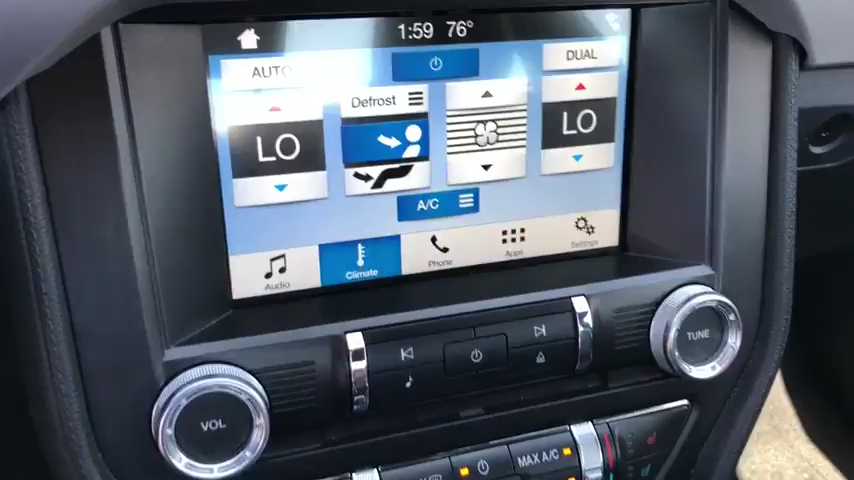 1:59 76°
AUTO
DUAL
Defrost
LO
LO
A/C
Audio
Climate
Phone
Apps
Settings
TUNE
VOL
MAX A/C